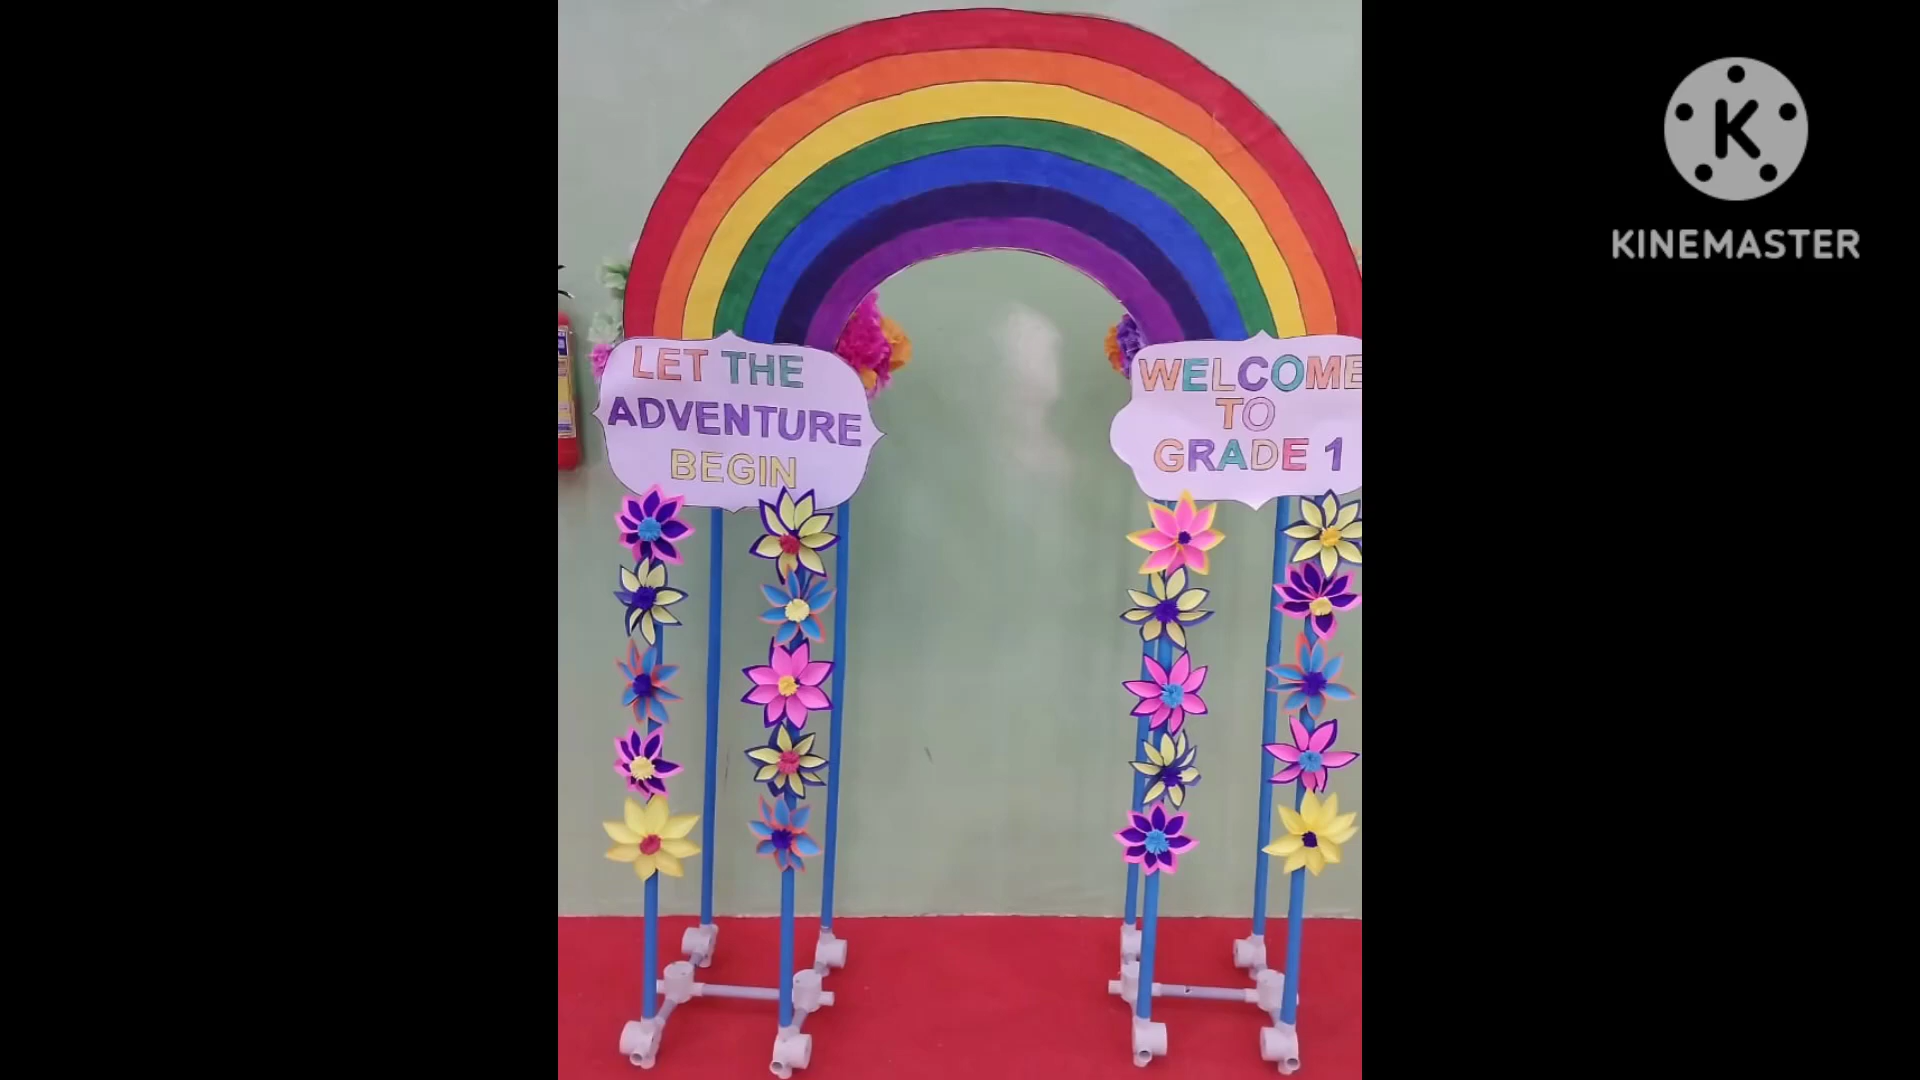 LET THE
ADVENTURE
BEGIN
WELCOME
TO
GRADE 1
K
KINEMASTER